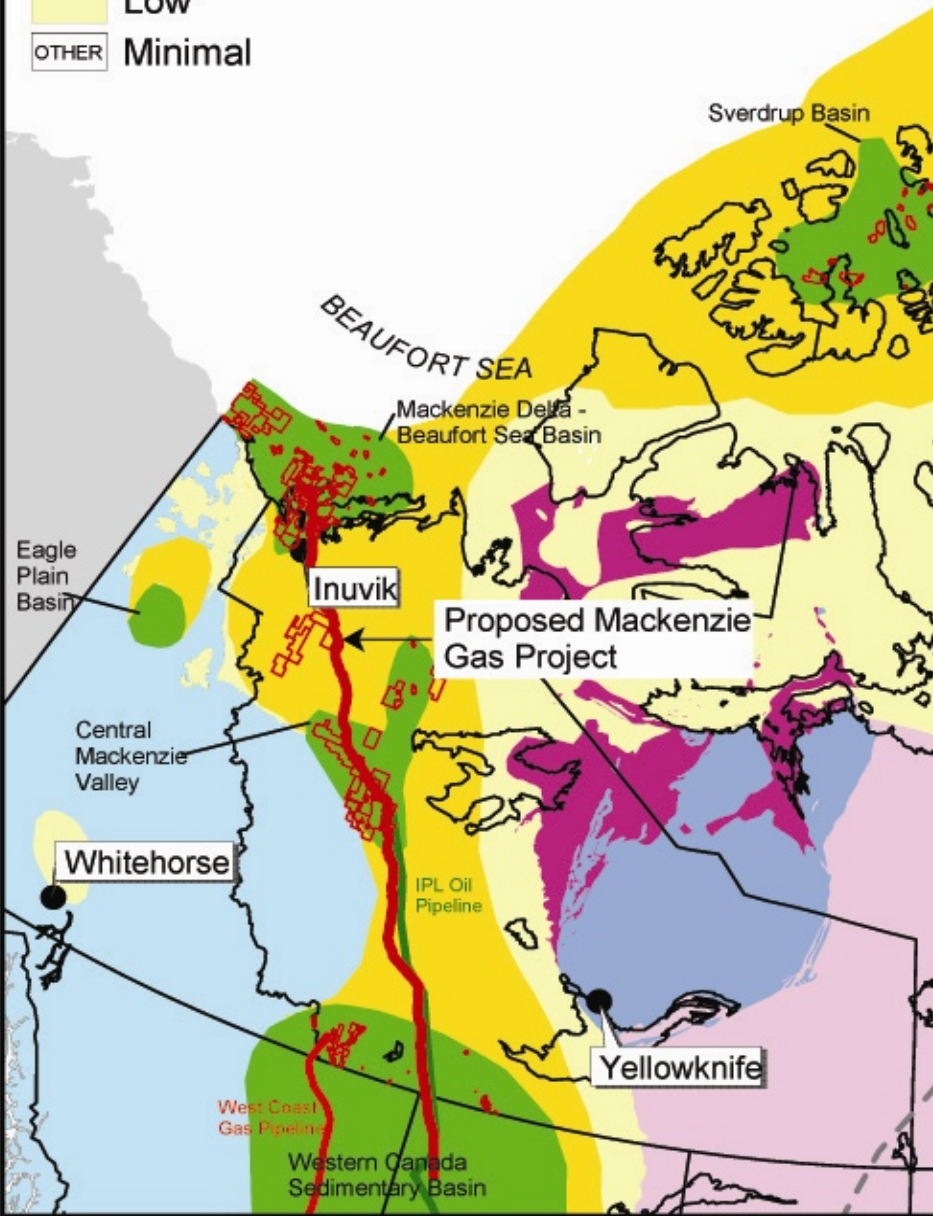 Low
OTHER Minimal
Sverdrup Basin
BEAUFORT SEA
Mackenzie Delta -
Beaufort Sea Basin
Eagle
Plain
Basin
Inuvik
Proposed Mackenzie
Gas Project
Central
Mackenzie
Valley
Whitehorse
IPL Oil
Pipeline
Yellowknife
West Coast
Gas Pipeline
Western Canada
Sedimentary Basin